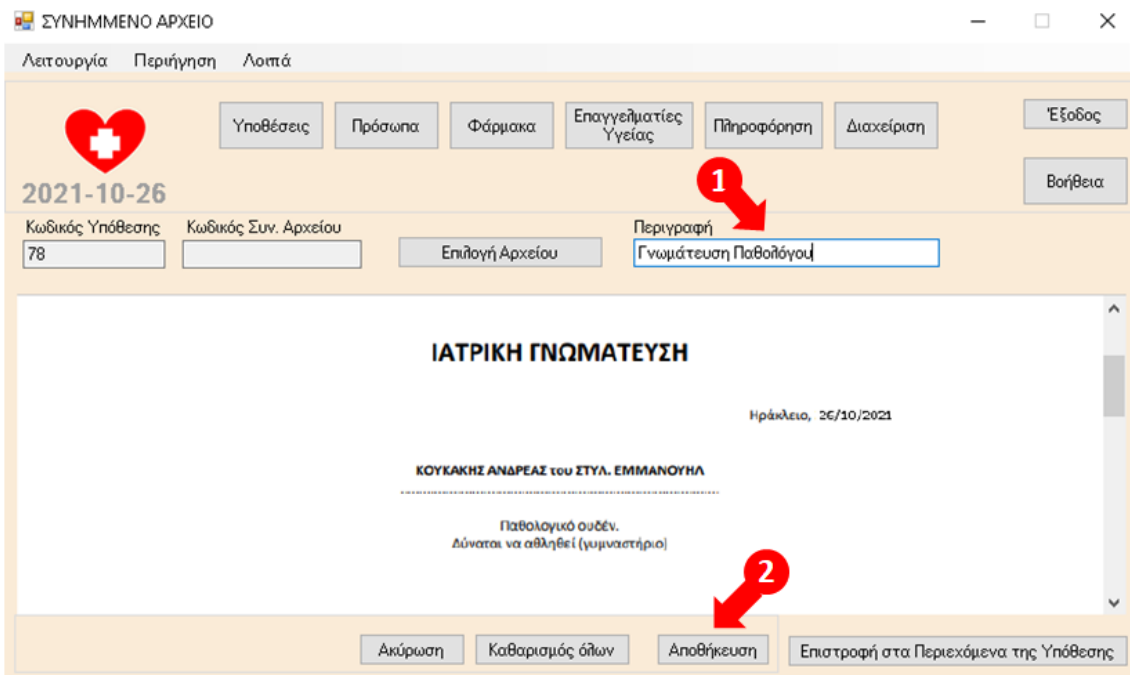 ΣΥΝΗΜΜΕΝΟ ΑΡΧΕΙΟ
Λειτουργία Περιήγηση Λοιπά
Υποθέσεις Πρόσωπα Φάρμακα Επαγγελματίες Υγείας Πληροφόρηση Διαχείριση Έξοδος
Βοήθεια
2021-10-26
1
Κωδικός Υπόθεσης Κωδικός Συν. Αρχείου Περιγραφή
78 Επιλογή Αρχείου Γνωμάτευση Παθολόγου
ΙΑΤΡΙΚΗ ΓΝΩΜΑΤΕΥΣΗ
Ηράκλειο, 26/10/2021
ΚΟΥΚΑΚΗΣ ΑΝΔΡΕΑΣ του ΣΤΥΛ. ΕΜΜΑΝΟΥΗΛ
Παθολογικό ουδέν.
Δύναται να αθληθεί (γυμναστήριο)
2
Ακύρωση Καθαρισμός όλων Αποθήκευση Επιστροφή στα Περιεχόμενα της Υπόθεσης